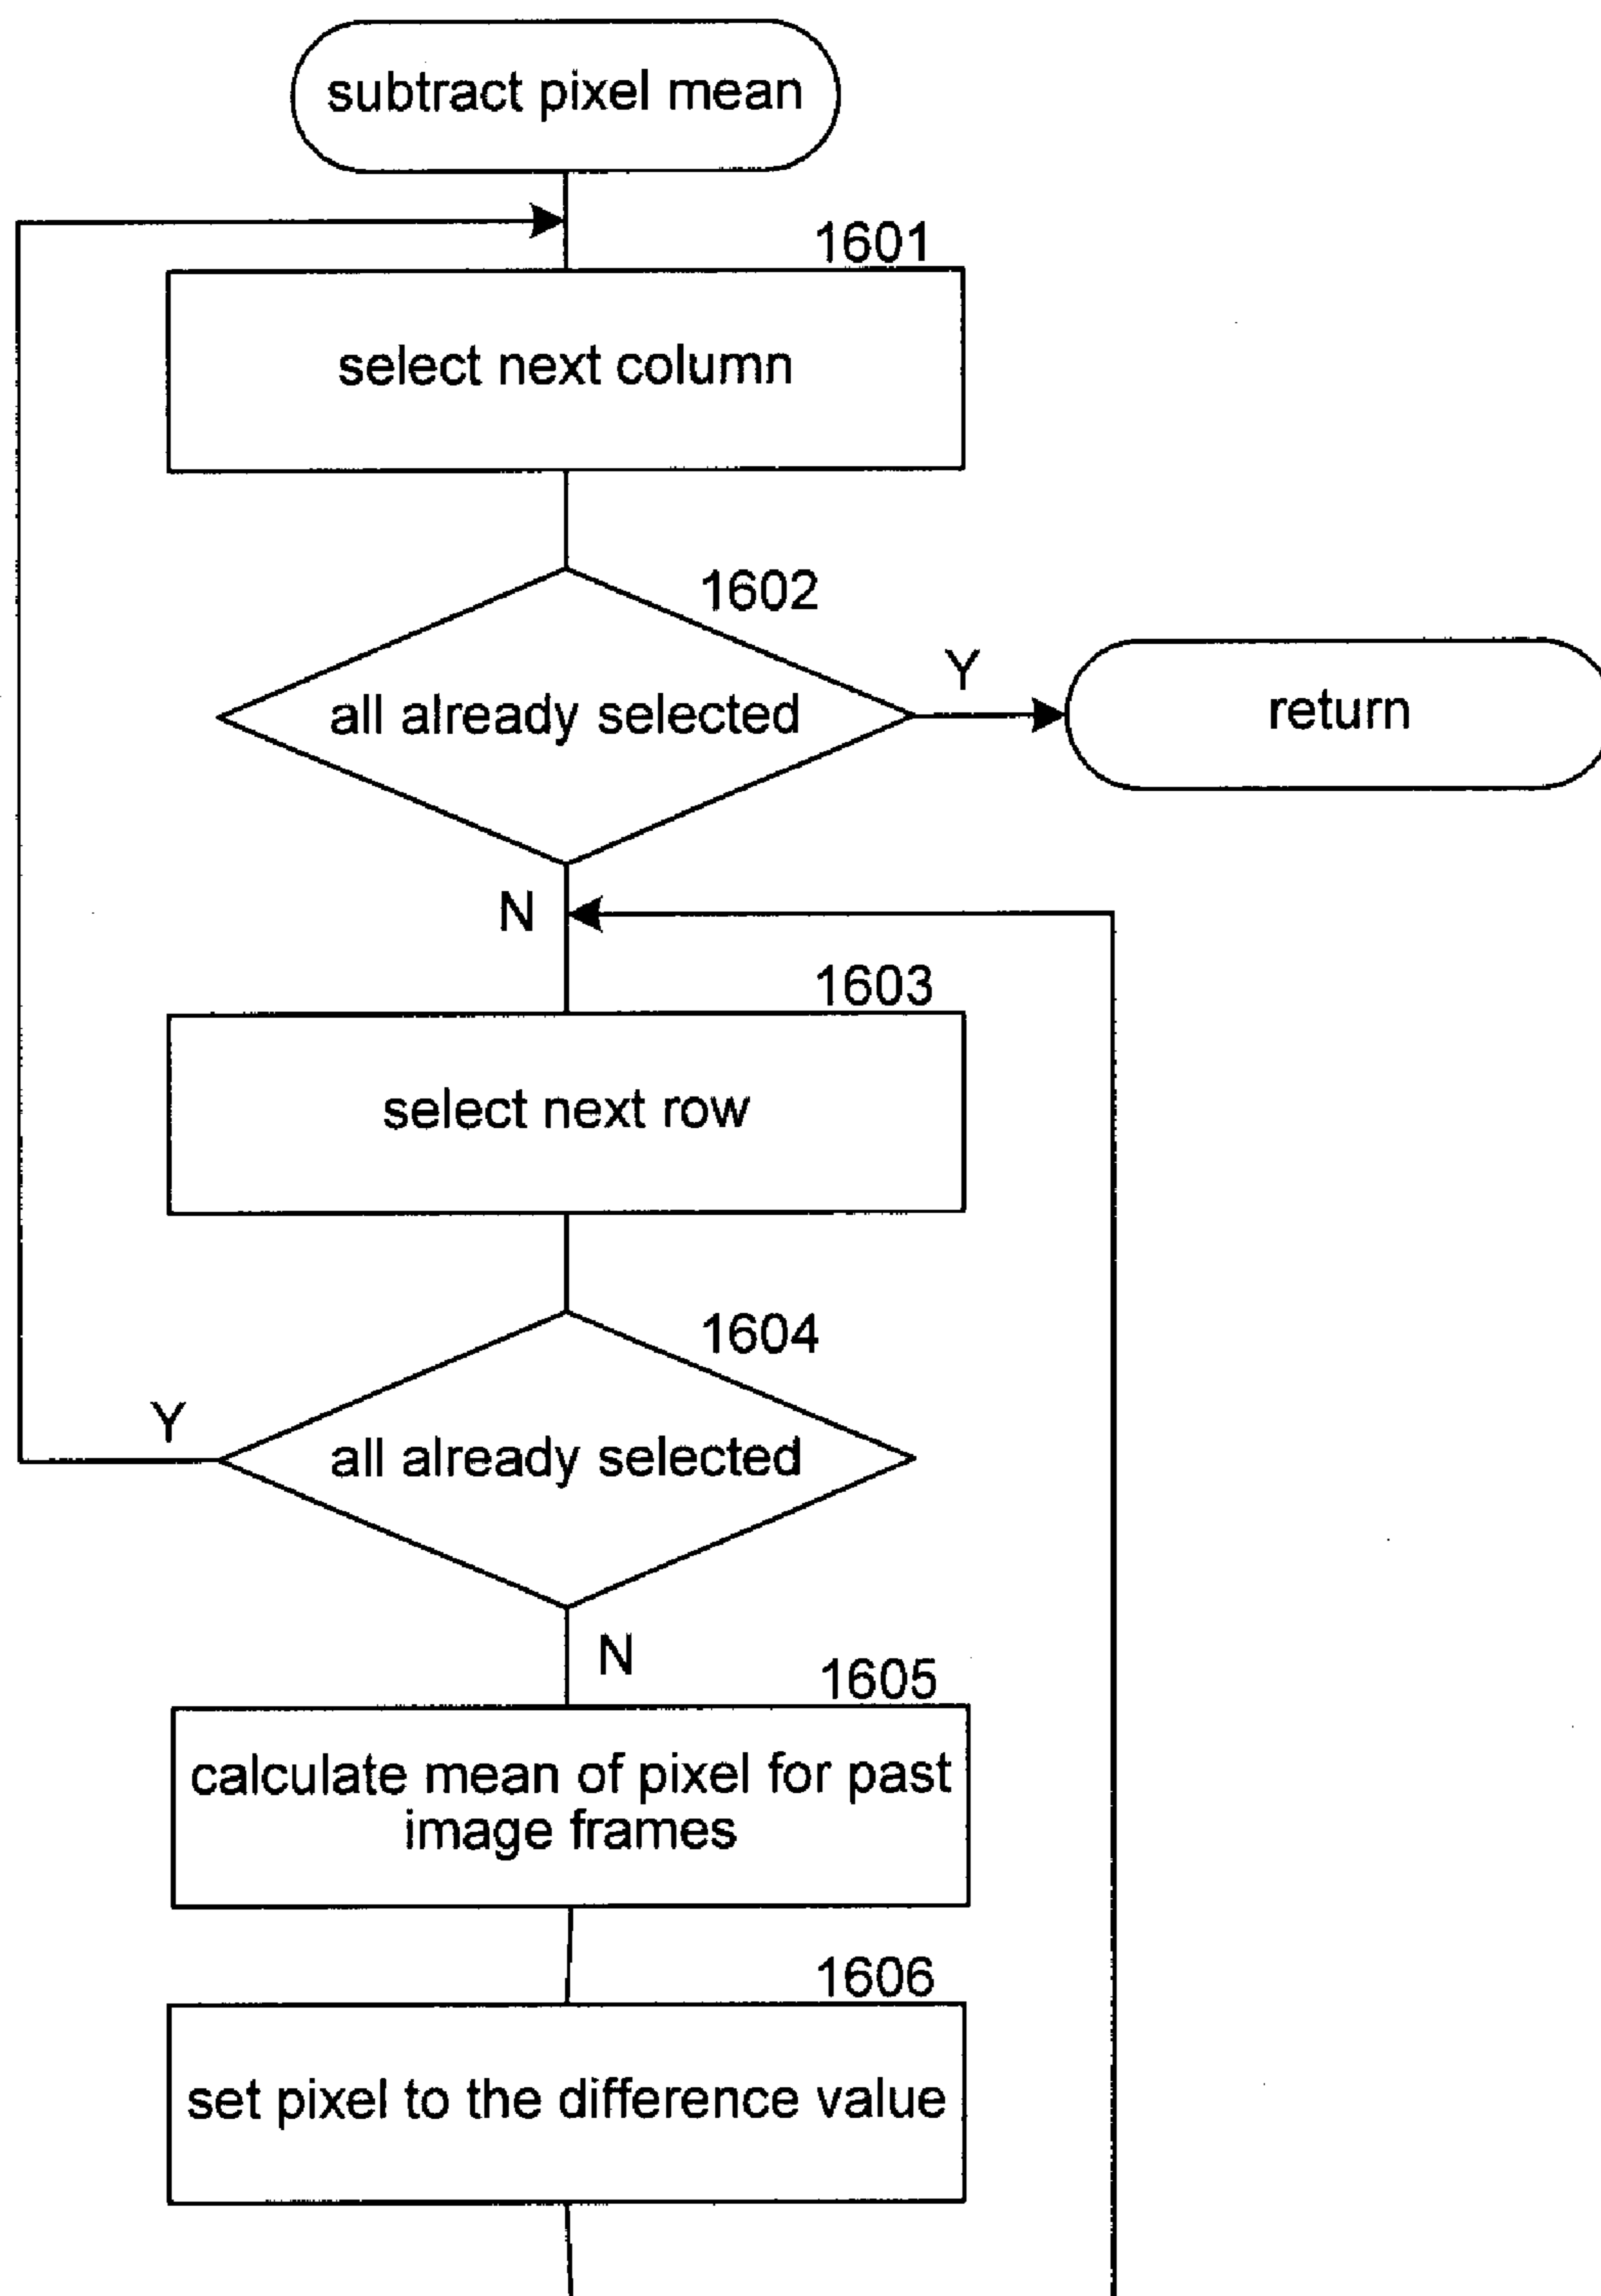 subtract pixel mean
1601
select next column
1602
all already selected
Y
return
N
1603
select next row
1604
Y
all already selected
N
1605
calculate mean of pixel for past
image frames
1606
set pixel to the difference value